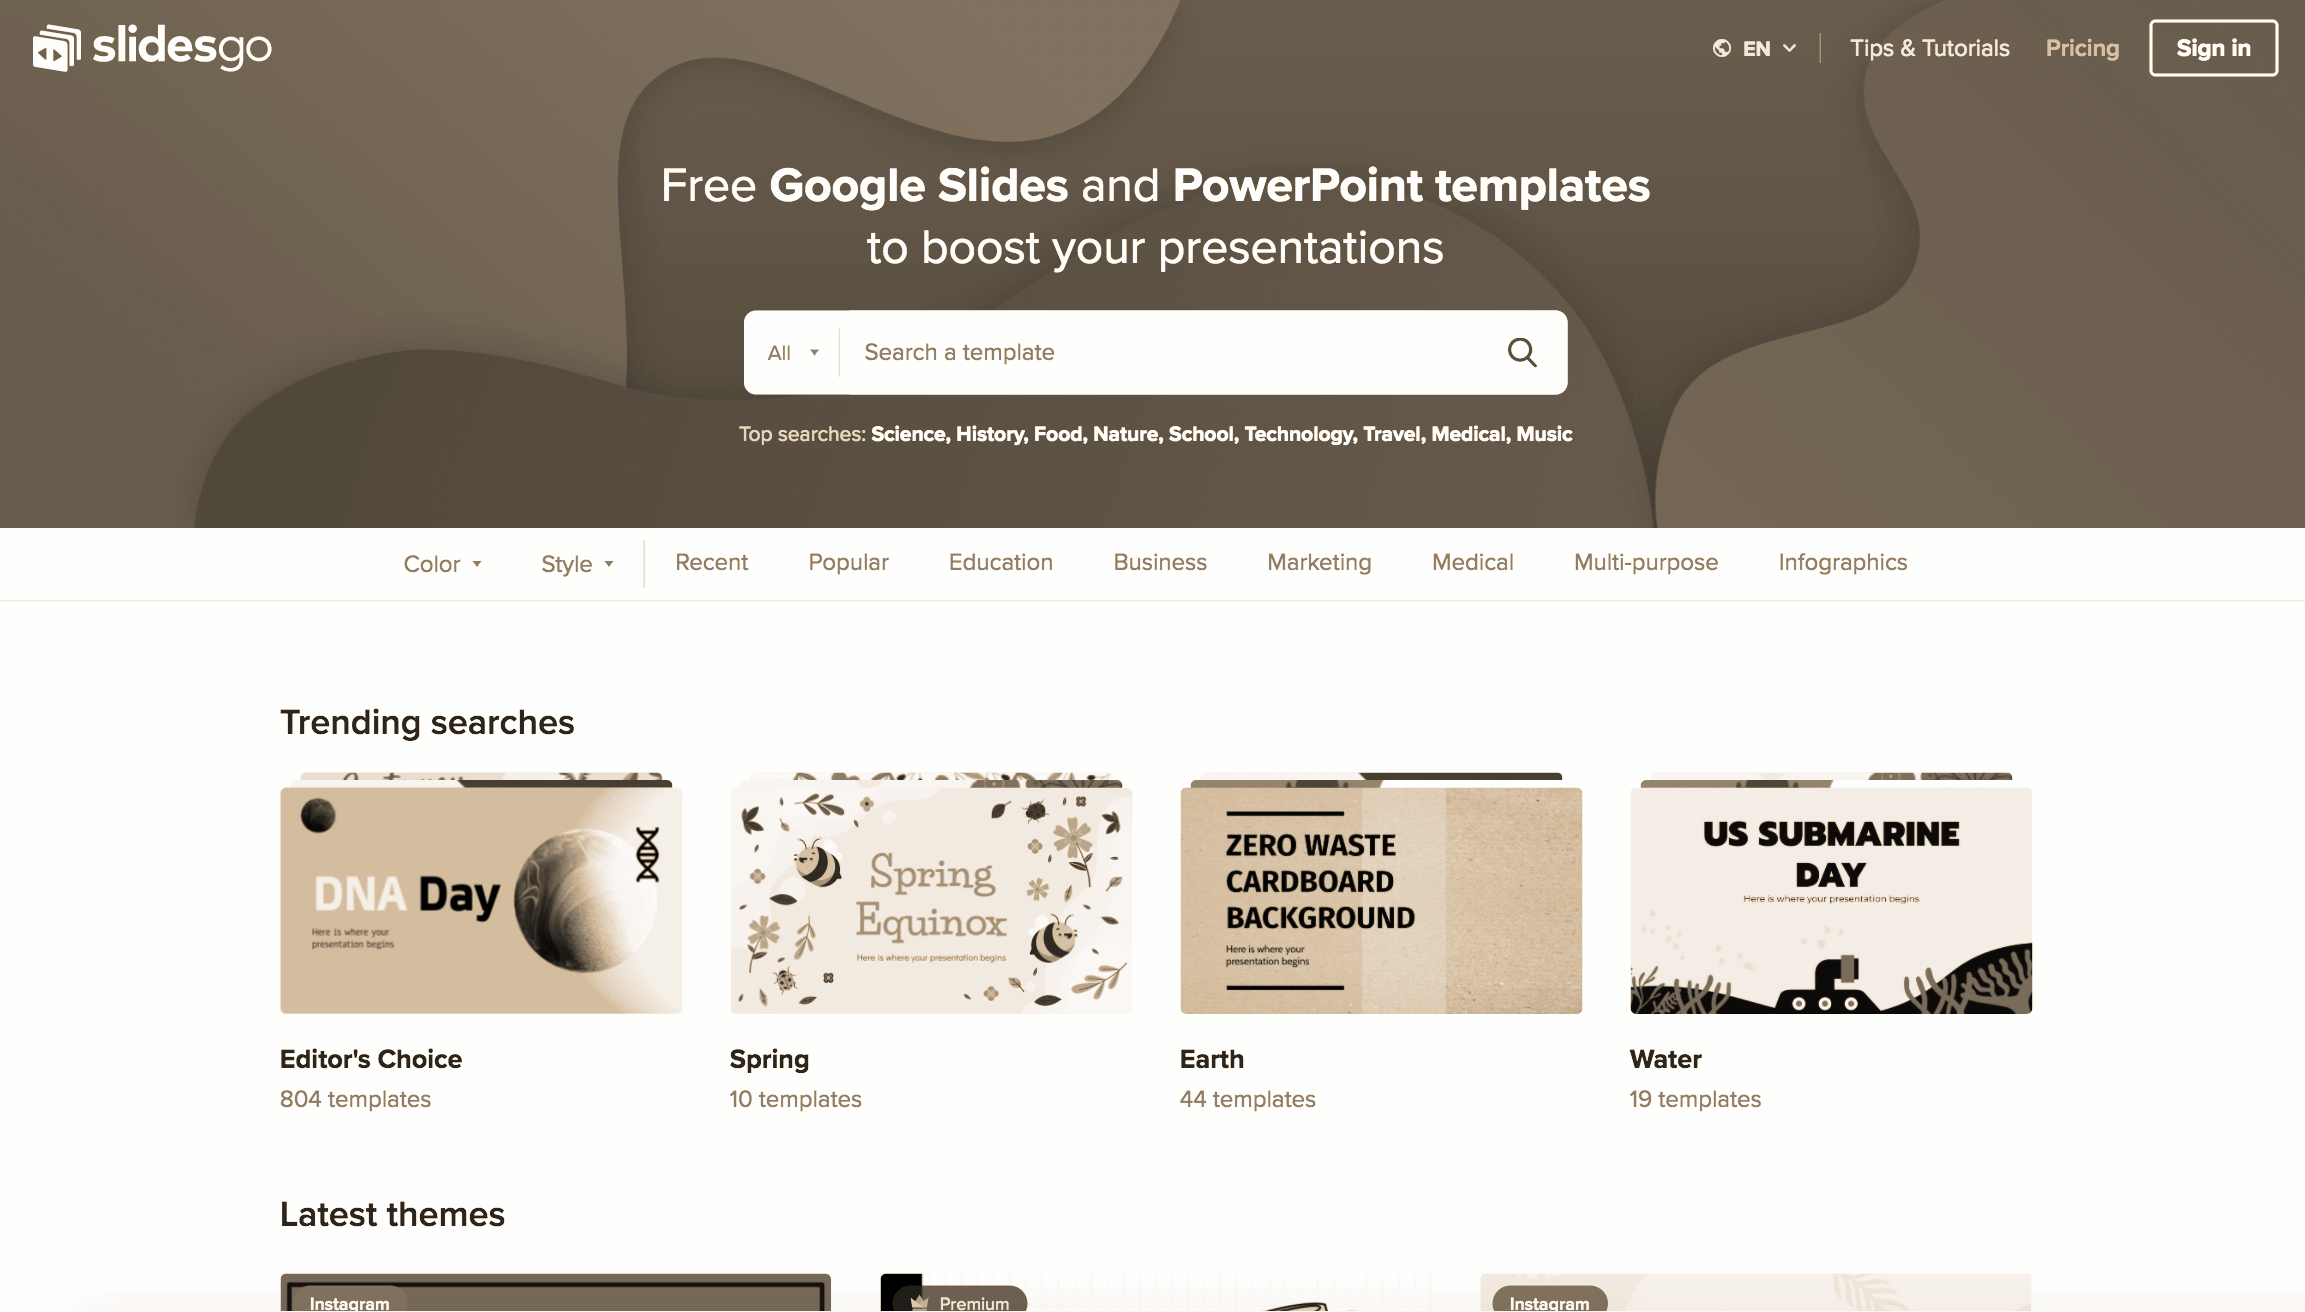 slidesgo
EN
Tips & Tutorials
Pricing
Sign in
Free Google Slides and PowerPoint templates
to boost your presentations
All
Search a template
Top searches: Science, History, Food, Nature, School, Technology, Travel, Medical, Music
Color
Style
Recent
Popular
Education
Business
Marketing
Medical
Multi-purpose
Infographics
Trending searches
DNA Day
Here is where your
presentation begins
Editor's Choice
804 templates
Spring
Equinox
Here is where your presentation begins
Spring
10 templates
ZERO WASTE
CARDBOARD
BACKGROUND
Here is where your
presentation begins
Earth
44 templates
US SUBMARINE
DAY
Here is where your presentation begins
Water
19 templates
Latest themes
Instagram
Premium
Instagram